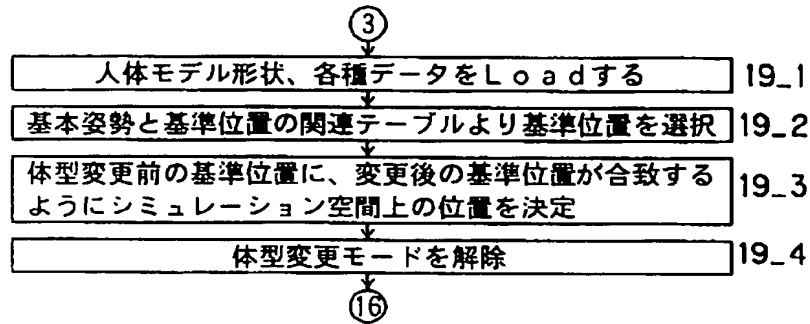 ③
人体モデル形状、各種データをLoadする 19_1
基本姿勢と基準位置の関連テーブルより基準位置を選択 19_2
体型変更前の基準位置に、変更後の基準位置が合致する
ようにシミュレーション空間上の位置を決定 19_3
体型変更モードを解除 19_4
⑯